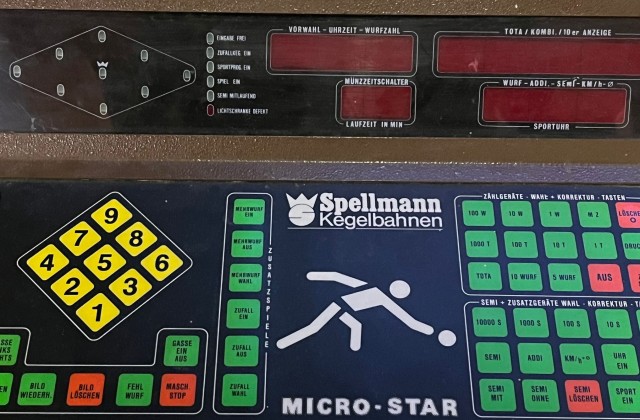 VORWAHL - UHRZEIT - WURFZAHL
TOTA / KOMBI. / 10er ANZEIGE
EINGABE FREI
ZUFALLKEG EIN
SPORTPROG. EIN
SPIEL EIN
SEMI MITLAUFEND
LICHTSCHRANKE DEFEKT
MÜNZZEITSCHALTER
LAUFZEIT IN MIN
WURF - ADDI. - SEMI - KM/H - Ø
SPORTUHR
9
7 8
4 5 6
2 3
1
MEHRWURF EIN
MEHRWURF AUS
MEHRWURF WAHL
ZUFALL EIN
ZUFALL AUS
ZUFALL WAHL
ZUSATZSPIELE
Spellmann
Kegelbahnen
MICRO-STAR
ZÄHLGERÄTE - WAHL + KORREKTUR - TASTEN
100 W 10 W 1 W M Z
1000 T 100 T 10 T 1 T
TOTA 10 WURF 5 WURF AUS
SEMI + ZUSATZGERÄTE WAHL - KORREKTUR -
10000 S 1000 S 100 S 10 S
SEMI ADDI KM/h-Ø UHR EIN
SEMI MIT SEMI OHNE SEMI LÖSCHEN SPORT EIN
GASSE EIN AUS
BILD WIEDERH. BILD LÖSCHEN FEHL WURF MASCH. STOP